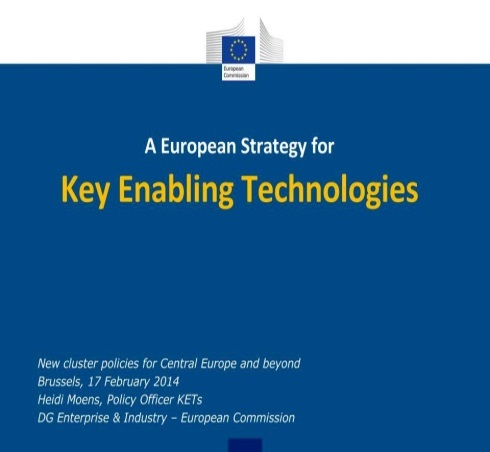 European
Commission
A European Strategy for
Key Enabling Technologies
New cluster policies for Central Europe and beyond
Brussels, 17 February 2014
Heidi Moens, Policy Officer KETs
DG Enterprise & Industry – European Commission